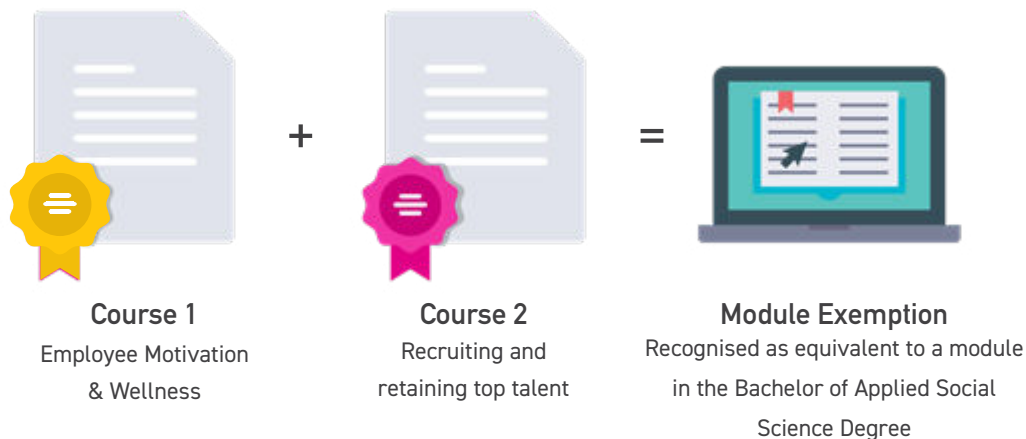 +
=
Course 1
Employee Motivation
& Wellness
Course 2
Recruiting and
retaining top talent
Module Exemption
Recognised as equivalent to a module
in the Bachelor of Applied Social
Science Degree